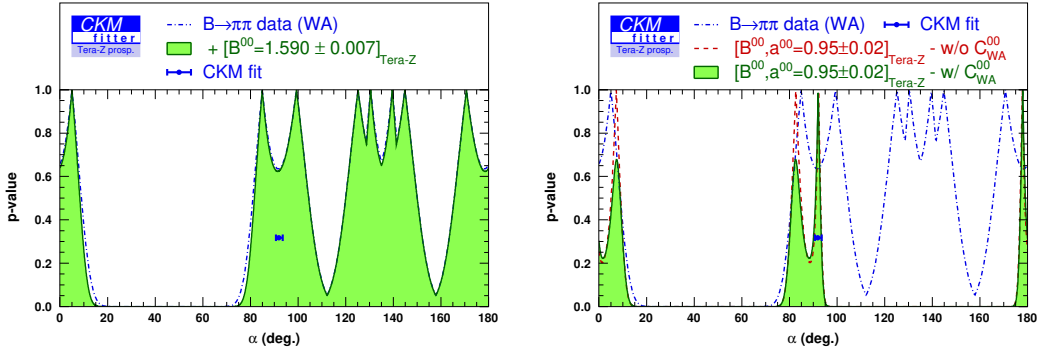 CKM
fitter
Tera-Z prosp.
B→ππ data (WA)
+ [B⁰⁰=1.590 ± 0.007]Tera-Z
CKM fit
p-value
1.0
0.8
0.6
0.4
0.2
0.0
0 20 40 60 80 100 120 140 160 180
α (deg.)
CKM
fitter
Tera-Z prosp.
B→ππ data (WA) CKM fit
[B⁰⁰,a⁰⁰=0.95±0.02]Tera-Z - w/o C⁰⁰WA
[B⁰⁰,a⁰⁰=0.95±0.02]Tera-Z - w/ C⁰⁰WA
p-value
1.0
0.8
0.6
0.4
0.2
0.0
0 20 40 60 80 100 120 140 160 180
α (deg.)